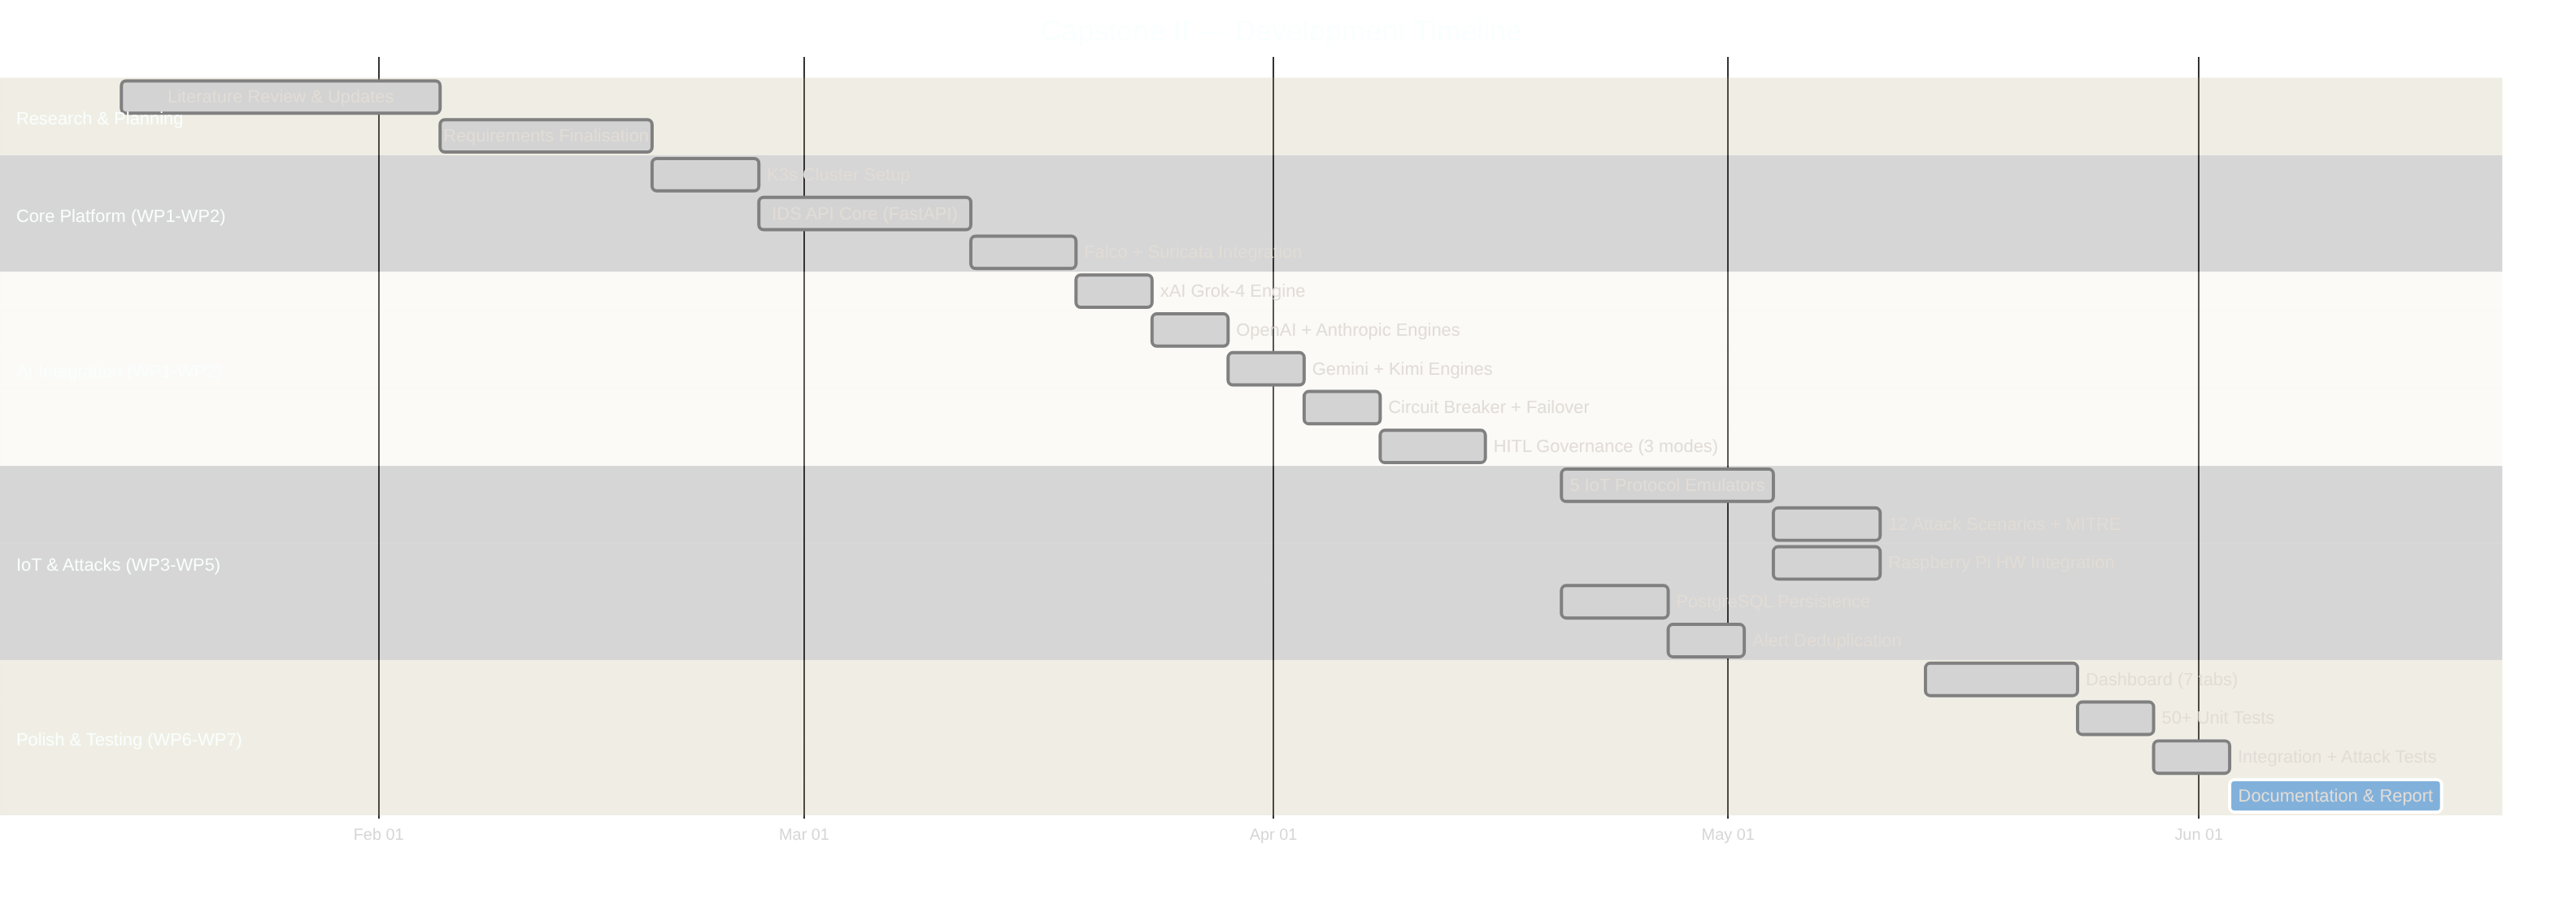 Capstone II — Development Timeline
Research & Planning
Literature Review & Updates
Requirements Finalisation
Core Platform (WP1-WP2)
K3s Cluster Setup
IDS API Core (FastAPI)
Falco + Suricata Integration
xAI Grok-4 Engine
OpenAI + Anthropic Engines
Gemini + Kimi Engines
Circuit Breaker + Failover
HITL Governance (3 modes)
IoT & Attacks (WP3-WP5)
5 IoT Protocol Emulators
12 Attack Scenarios + MITRE
Raspberry Pi HW Integration
PostgreSQL Persistence
Alert Deduplication
Polish & Testing (WP6-WP7)
Dashboard (7 tabs)
50+ Unit Tests
Integration + Attack Tests
Documentation & Report
Feb 01
Mar 01
Apr 01
May 01
Jun 01